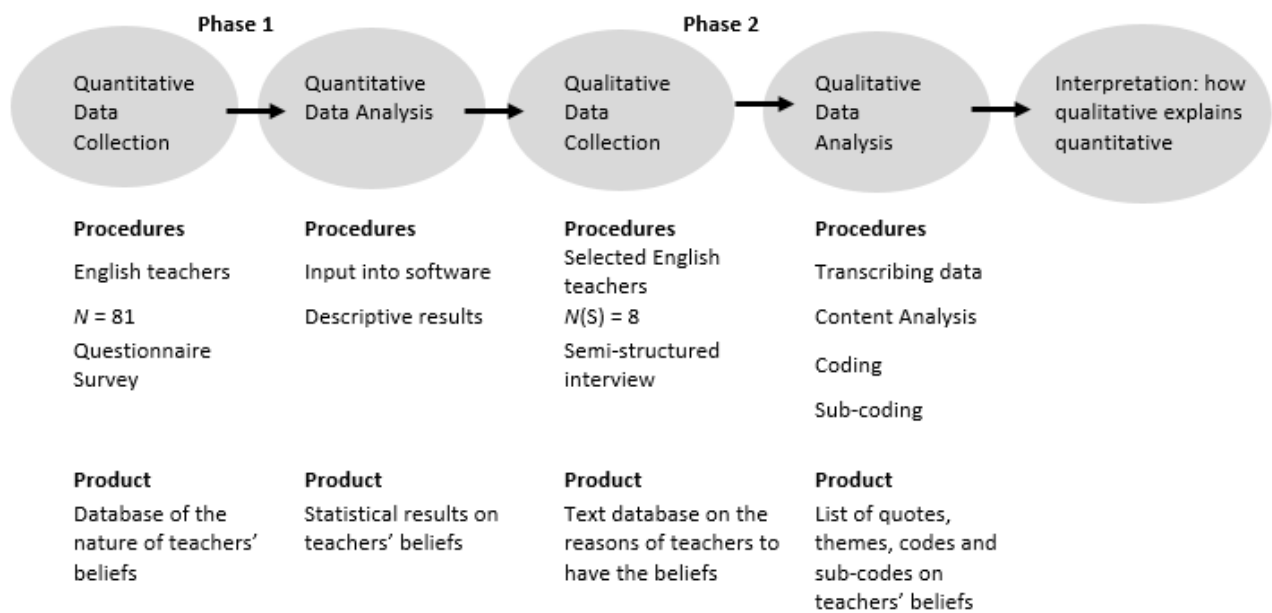 Phase 1
Phase 2
Quantitative
Data
Collection
Quantitative
Data Analysis
Qualitative
Data
Collection
Qualitative
Data
Analysis
Interpretation: how
qualitative explains
quantitative
Procedures
English teachers
N = 81
Questionnaire
Survey
Procedures
Input into software
Descriptive results
Procedures
Selected English
teachers
N(S) = 8
Semi-structured
interview
Procedures
Transcribing data
Content Analysis
Coding
Sub-coding
Product
Database of the
nature of teachers’
beliefs
Product
Statistical results on
teachers’ beliefs
Product
Text database on the
reasons of teachers to
have the beliefs
Product
List of quotes,
themes, codes and
sub-codes on
teachers’ beliefs